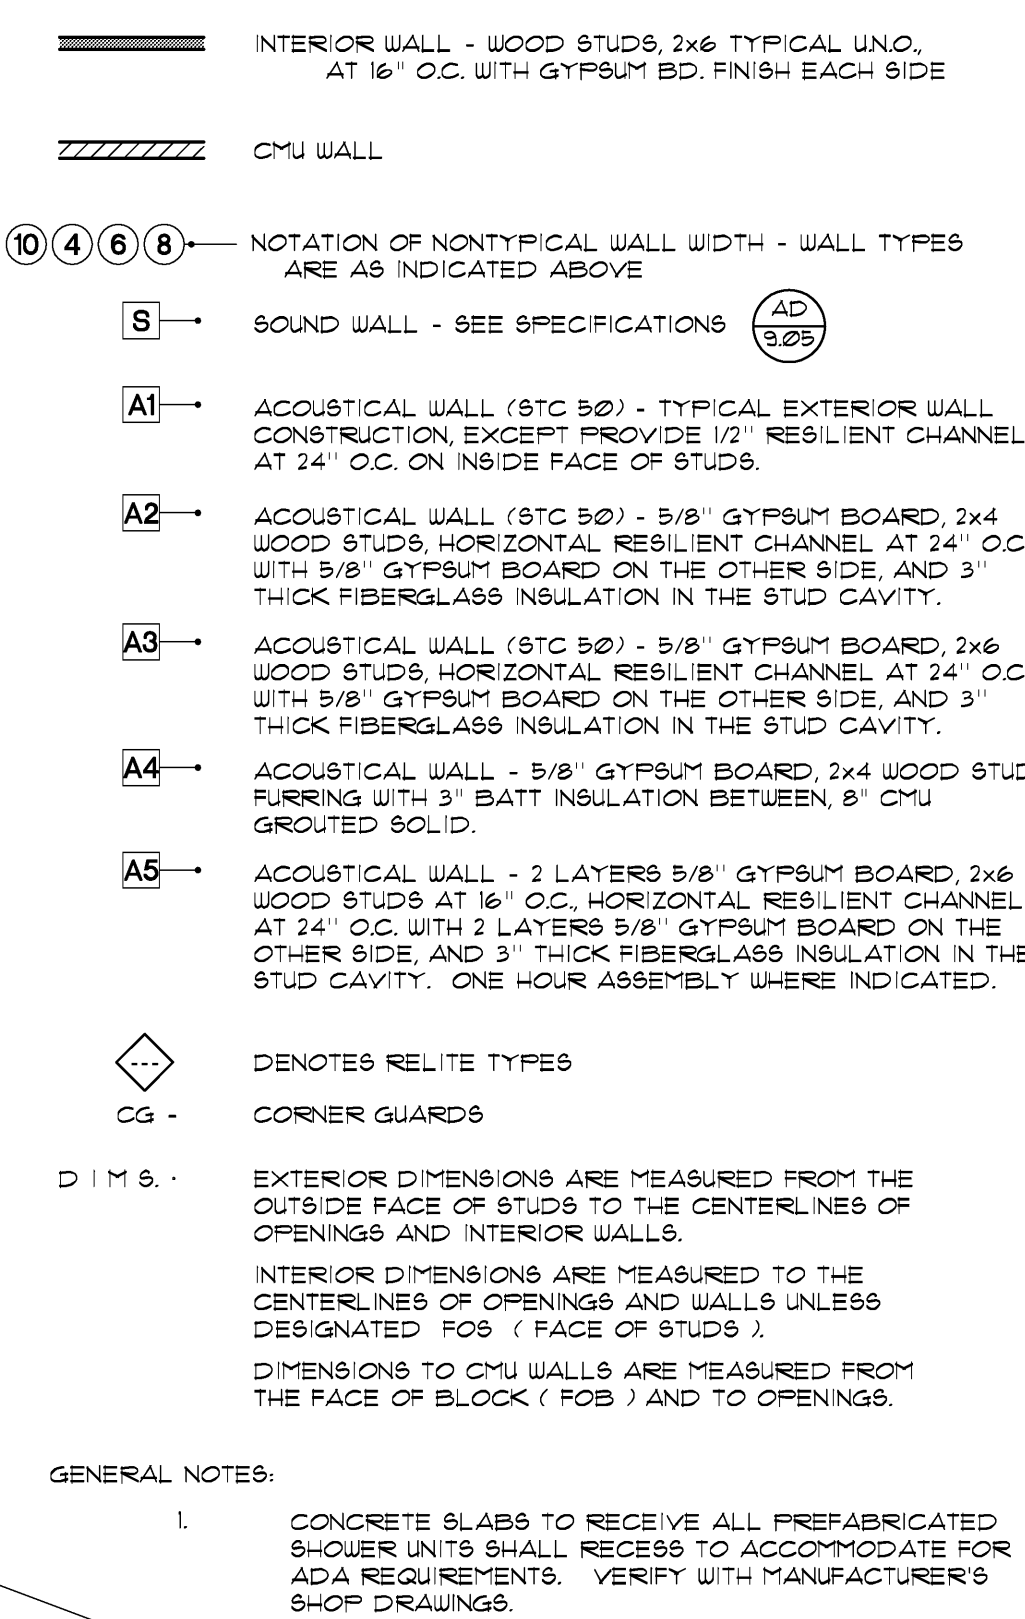 INTERIOR WALL - WOOD STUDS, 2x6 TYPICAL U.N.O.,
AT 16" O.C. WITH GYPSUM BD. FINISH EACH SIDE
CMU WALL
10 4 6 8 NOTATION OF NONTYPICAL WALL WIDTH - WALL TYPES
ARE AS INDICATED ABOVE
S SOUND WALL - SEE SPECIFICATIONS
AD
9.05
A1 ACOUSTICAL WALL (STC 50) - TYPICAL EXTERIOR WALL
CONSTRUCTION, EXCEPT PROVIDE 1/2" RESILIENT CHANNEL
AT 24" O.C. ON INSIDE FACE OF STUDS.
A2 ACOUSTICAL WALL (STC 50) - 5/8" GYPSUM BOARD, 2x4
WOOD STUDS, HORIZONTAL RESILIENT CHANNEL AT 24" O.C
WITH 5/8" GYPSUM BOARD ON THE OTHER SIDE, AND 3"
THICK FIBERGLASS INSULATION IN THE STUD CAVITY.
A3 ACOUSTICAL WALL (STC 50) - 5/8" GYPSUM BOARD, 2x6
WOOD STUDS, HORIZONTAL RESILIENT CHANNEL AT 24" O.C
WITH 5/8" GYPSUM BOARD ON THE OTHER SIDE, AND 3"
THICK FIBERGLASS INSULATION IN THE STUD CAVITY.
A4 ACOUSTICAL WALL - 5/8" GYPSUM BOARD, 2x4 WOOD STUD
FURRING WITH 3" BATT INSULATION BETWEEN, 8" CMU
GROUTED SOLID.
A5 ACOUSTICAL WALL - 2 LAYERS 5/8" GYPSUM BOARD, 2x6
WOOD STUDS AT 16" O.C., HORIZONTAL RESILIENT CHANNEL
AT 24" O.C. WITH 2 LAYERS 5/8" GYPSUM BOARD ON THE
OTHER SIDE, AND 3" THICK FIBERGLASS INSULATION IN THE
STUD CAVITY. ONE HOUR ASSEMBLY WHERE INDICATED.
--- DENOTES RELITE TYPES
CG - CORNER GUARDS
D I M S. · EXTERIOR DIMENSIONS ARE MEASURED FROM THE
OUTSIDE FACE OF STUDS TO THE CENTERLINES OF
OPENINGS AND INTERIOR WALLS.
INTERIOR DIMENSIONS ARE MEASURED TO THE
CENTERLINES OF OPENINGS AND WALLS UNLESS
DESIGNATED FOS ( FACE OF STUDS ).
DIMENSIONS TO CMU WALLS ARE MEASURED FROM
THE FACE OF BLOCK ( FOB ) AND TO OPENINGS.
GENERAL NOTES:
1. CONCRETE SLABS TO RECEIVE ALL PREFABRICATED
SHOWER UNITS SHALL RECESS TO ACCOMMODATE FOR
ADA REQUIREMENTS. VERIFY WITH MANUFACTURER'S
SHOP DRAWINGS.